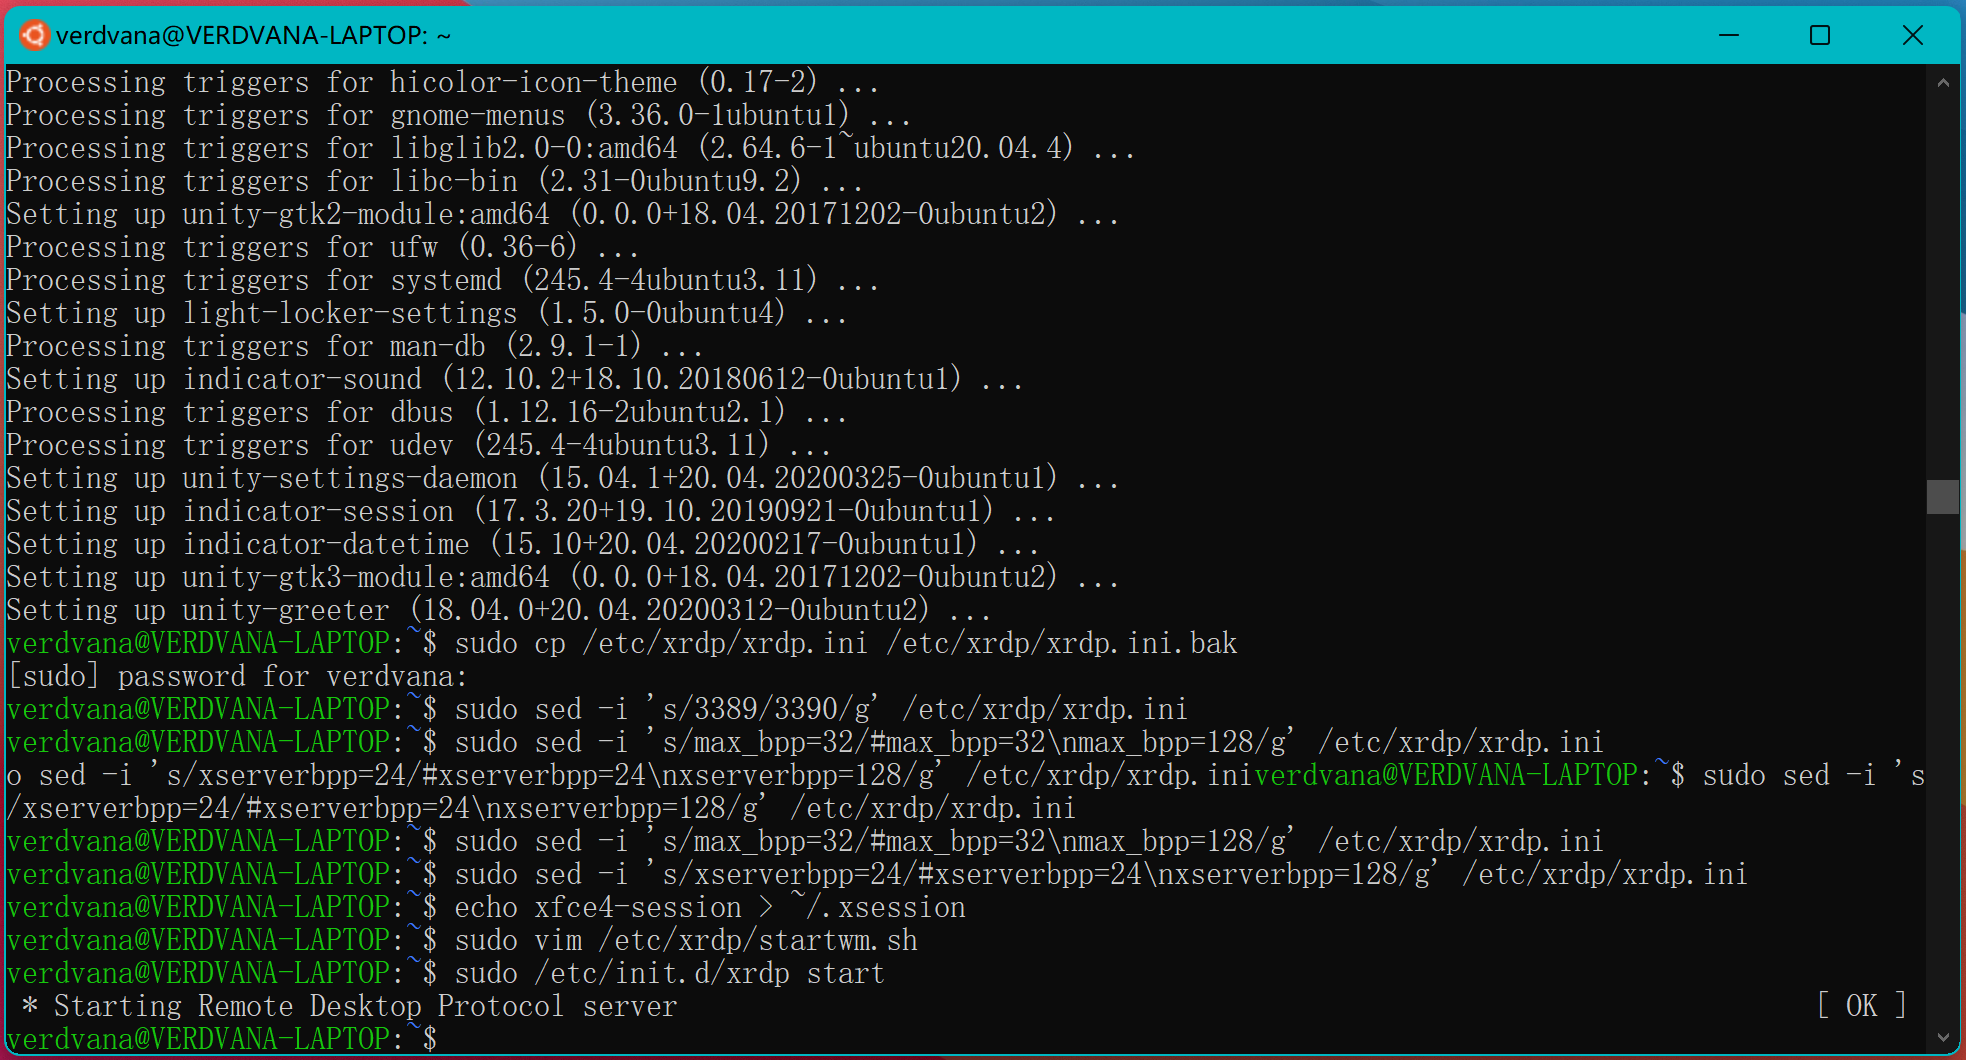 verdvana@VERDVANA-LAPTOP: ~
Processing triggers for hicolor-icon-theme (0.17-2) ...
Processing triggers for gnome-menus (3.36.0-1ubuntu1) ...
Processing triggers for libglib2.0-0:amd64 (2.64.6-1~ubuntu20.04.4) ...
Processing triggers for libc-bin (2.31-0ubuntu9.2) ...
Setting up unity-gtk2-module:amd64 (0.0.0+18.04.20171202-0ubuntu2) ...
Processing triggers for ufw (0.36-6) ...
Processing triggers for systemd (245.4-4ubuntu3.11) ...
Setting up light-locker-settings (1.5.0-0ubuntu4) ...
Processing triggers for man-db (2.9.1-1) ...
Setting up indicator-sound (12.10.2+18.10.20180612-0ubuntu1) ...
Processing triggers for dbus (1.12.16-2ubuntu2.1) ...
Processing triggers for udev (245.4-4ubuntu3.11) ...
Setting up unity-settings-daemon (15.04.1+20.04.20200325-0ubuntu1) ...
Setting up indicator-session (17.3.20+19.10.20190921-0ubuntu1) ...
Setting up indicator-datetime (15.10+20.04.20200217-0ubuntu1) ...
Setting up unity-gtk3-module:amd64 (0.0.0+18.04.20171202-0ubuntu2) ...
Setting up unity-greeter (18.04.0+20.04.20200312-0ubuntu2) ...
verdvana@VERDVANA-LAPTOP:~$ sudo cp /etc/xrdp/xrdp.ini /etc/xrdp/xrdp.ini.bak
[sudo] password for verdvana:
verdvana@VERDVANA-LAPTOP:~$ sudo sed -i 's/3389/3390/g' /etc/xrdp/xrdp.ini
verdvana@VERDVANA-LAPTOP:~$ sudo sed -i 's/max_bpp=32/#max_bpp=32\nmax_bpp=128/g' /etc/xrdp/xrdp.ini
o sed -i 's/xserverbpp=24/#xserverbpp=24\nxserverbpp=128/g' /etc/xrdp/xrdp.iniverdvana@VERDVANA-LAPTOP:~$ sudo sed -i 's
/xserverbpp=24/#xserverbpp=24\nxserverbpp=128/g' /etc/xrdp/xrdp.ini
verdvana@VERDVANA-LAPTOP:~$ sudo sed -i 's/max_bpp=32/#max_bpp=32\nmax_bpp=128/g' /etc/xrdp/xrdp.ini
verdvana@VERDVANA-LAPTOP:~$ sudo sed -i 's/xserverbpp=24/#xserverbpp=24\nxserverbpp=128/g' /etc/xrdp/xrdp.ini
verdvana@VERDVANA-LAPTOP:~$ echo xfce4-session > ~/.xsession
verdvana@VERDVANA-LAPTOP:~$ sudo vim /etc/xrdp/startwm.sh
verdvana@VERDVANA-LAPTOP:~$ sudo /etc/init.d/xrdp start
* Starting Remote Desktop Protocol server [ OK ]
verdvana@VERDVANA-LAPTOP:~$